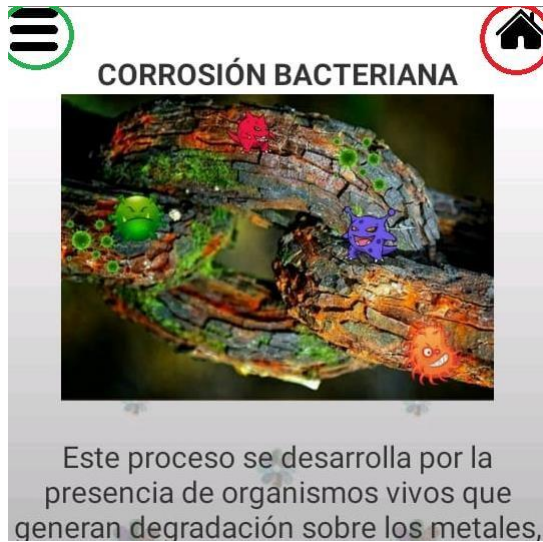 CORROSIÓN BACTERIANA
Este proceso se desarrolla por la
presencia de organismos vivos que
generan degradación sobre los metales,